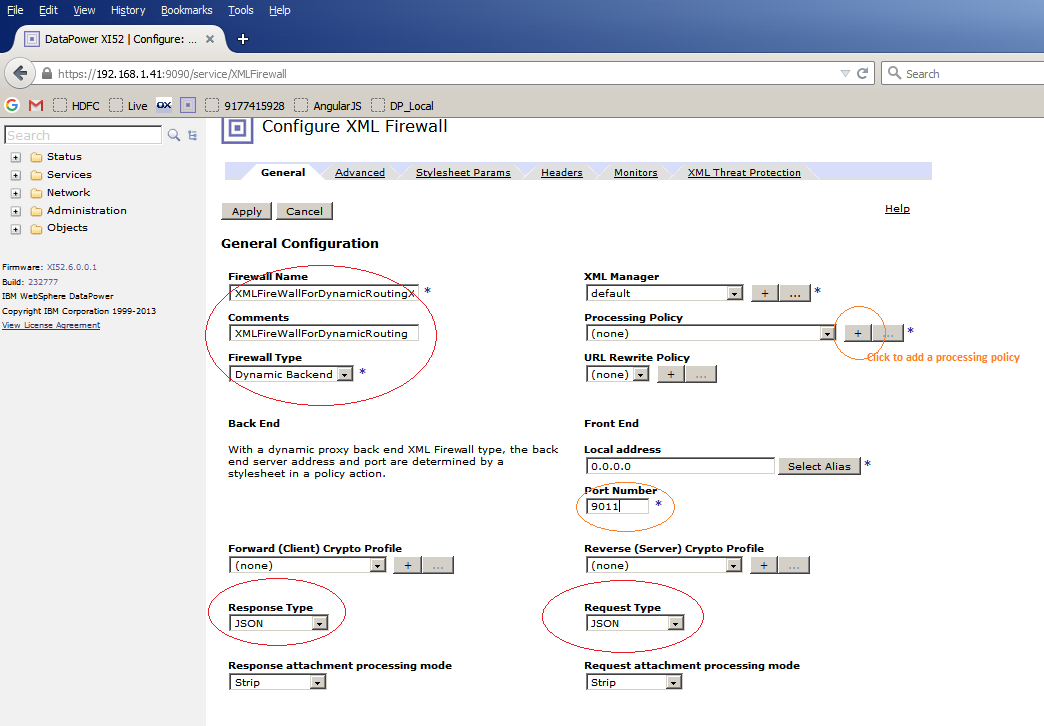 File Edit View History Bookmarks Tools Help
DataPower XI52 | Configure: ... × +
https://192.168.1.41:9090/service/XMLFirewall
Search
G M HDFC Live OX 9177415928 AngularJS DP_Local
Search
Status
Services
Network
Administration
Objects
Firmware: XI52.6.0.0.1
Build: 232777
IBM WebSphere DataPower
Copyright IBM Corporation 1999-2013
View License Agreement
Configure XML Firewall
General Advanced Stylesheet Params Headers Monitors XML Threat Protection
Apply Cancel
Help
General Configuration
Firewall Name
XMLFireWallForDynamicRoutingX *
Comments
XMLFireWallForDynamicRouting
Firewall Type
Dynamic Backend *
XML Manager
default + ... *
Processing Policy
(none) + ... *
Click to add a processing policy
URL Rewrite Policy
(none) + ...
Back End
With a dynamic proxy back end XML Firewall type, the back
end server address and port are determined by a
stylesheet in a policy action.
Front End
Local address
0.0.0.0 Select Alias *
Port Number
9011 *
Forward (Client) Crypto Profile
(none) + ...
Reverse (Server) Crypto Profile
(none) + ...
Response Type
JSON
Request Type
JSON
Response attachment processing mode
Strip
Request attachment processing mode
Strip